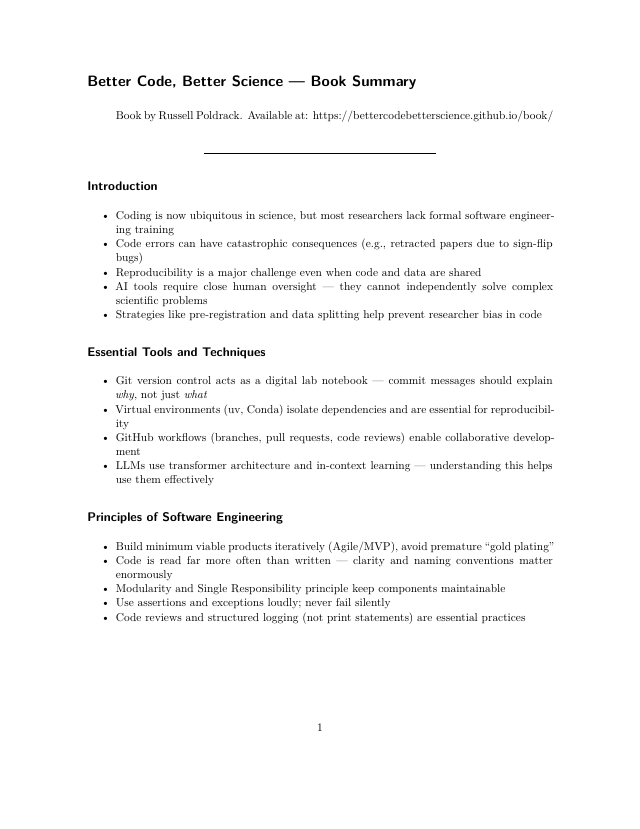 Better Code, Better Science — Book Summary
Book by Russell Poldrack. Available at: https://bettercodebetterscience.github.io/book/
Introduction
• Coding is now ubiquitous in science, but most researchers lack formal software engineer-
ing training
• Code errors can have catastrophic consequences (e.g., retracted papers due to sign-flip
bugs)
• Reproducibility is a major challenge even when code and data are shared
• AI tools require close human oversight — they cannot independently solve complex
scientific problems
• Strategies like pre-registration and data splitting help prevent researcher bias in code
Essential Tools and Techniques
• Git version control acts as a digital lab notebook — commit messages should explain
why, not just what
• Virtual environments (uv, Conda) isolate dependencies and are essential for reproducibil-
ity
• GitHub workflows (branches, pull requests, code reviews) enable collaborative develop-
ment
• LLMs use transformer architecture and in-context learning — understanding this helps
use them effectively
Principles of Software Engineering
• Build minimum viable products iteratively (Agile/MVP), avoid premature “gold plating”
• Code is read far more often than written — clarity and naming conventions matter
enormously
• Modularity and Single Responsibility principle keep components maintainable
• Use assertions and exceptions loudly; never fail silently
• Code reviews and structured logging (not print statements) are essential practices
1